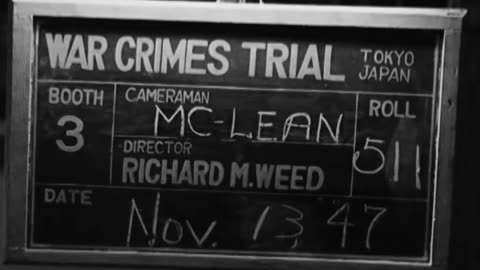 WAR CRIMES TRIAL TOKYO JAPAN
BOOTH 3
CAMERAMAN
MC-LEAN
DIRECTOR
RICHARD M. WEED
ROLL
511
DATE
Nov. 13, 47